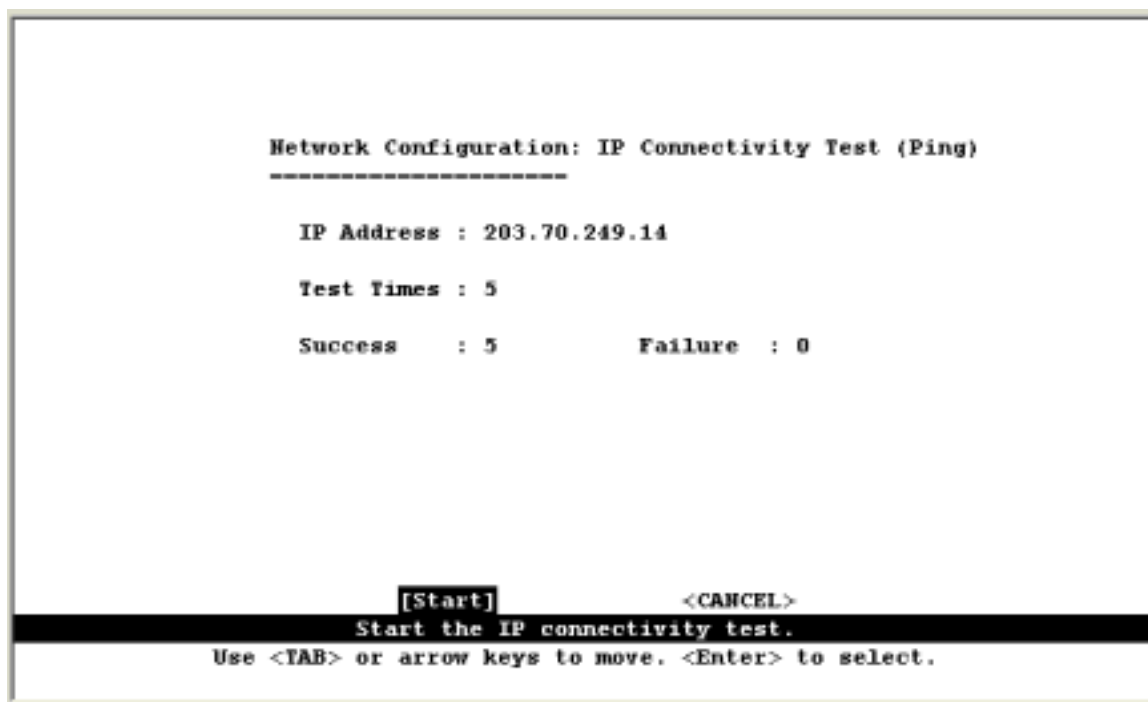 Network Configuration: IP Connectivity Test (Ping)
---------------------
IP Address : 203.70.249.14
Test Times : 5
Success : 5 Failure : 0
[Start] <CANCEL>
Start the IP connectivity test.
Use <TAB> or arrow keys to move. <Enter> to select.